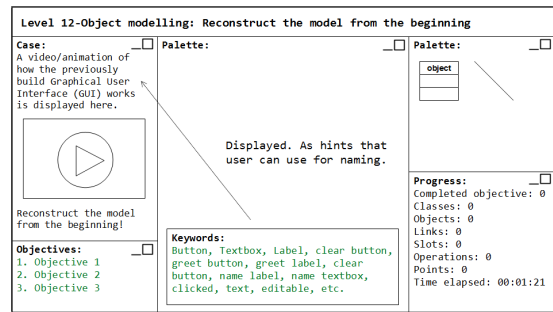 Level 12-Object modelling: Reconstruct the model from the beginning
Case:
A video/animation of
how the previously
build Graphical User
Interface (GUI) works
is displayed here.
Reconstruct the model
from the beginning!
Objectives:
1. Objective 1
2. Objective 2
3. Objective 3
Palette:
Displayed. As hints that
user can use for naming.
Keywords:
Button, Textbox, Label, clear button,
greet button, greet label, clear
button, name label, name textbox,
clicked, text, editable, etc.
Palette:
object
Progress:
Completed objective: 0
Classes: 0
Objects: 0
Links: 0
Slots: 0
Operations: 0
Points: 0
Time elapsed: 00:01:21